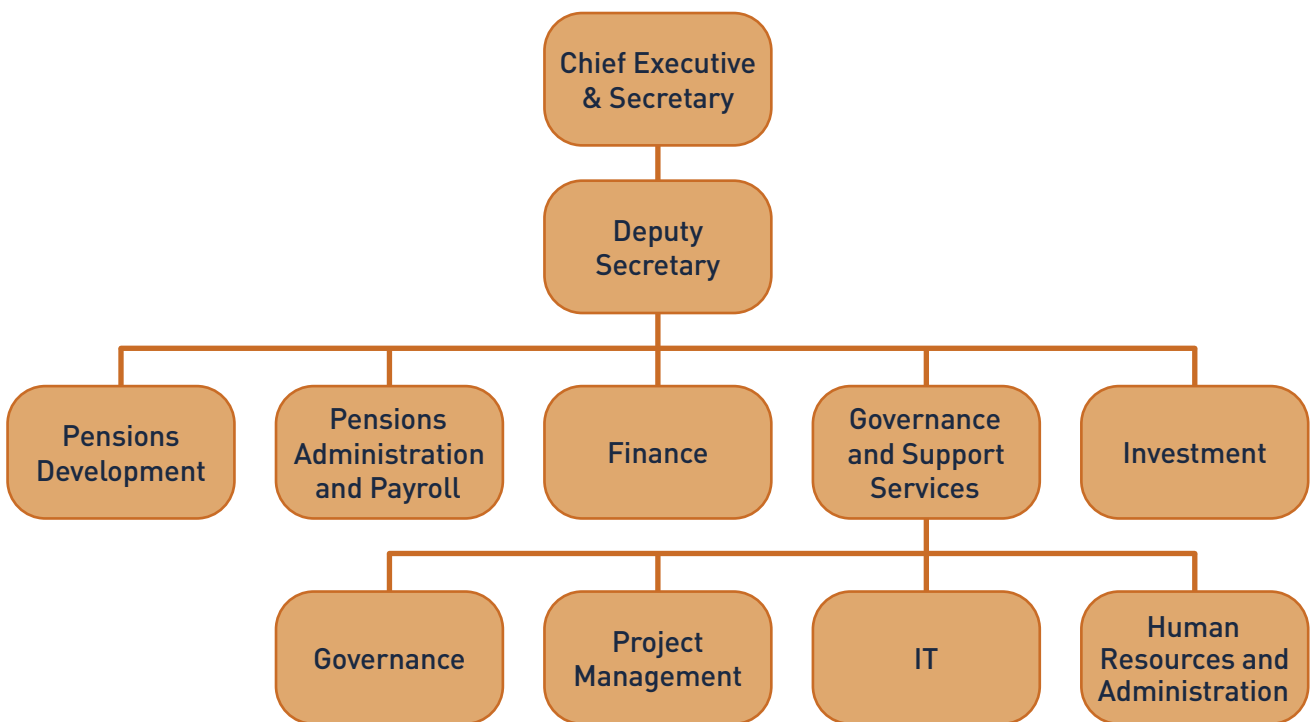 Chief Executive
& Secretary
Deputy
Secretary
Pensions
Development
Pensions
Administration
and Payroll
Finance
Governance
and Support
Services
Investment
Governance
Project
Management
IT
Human
Resources and
Administration